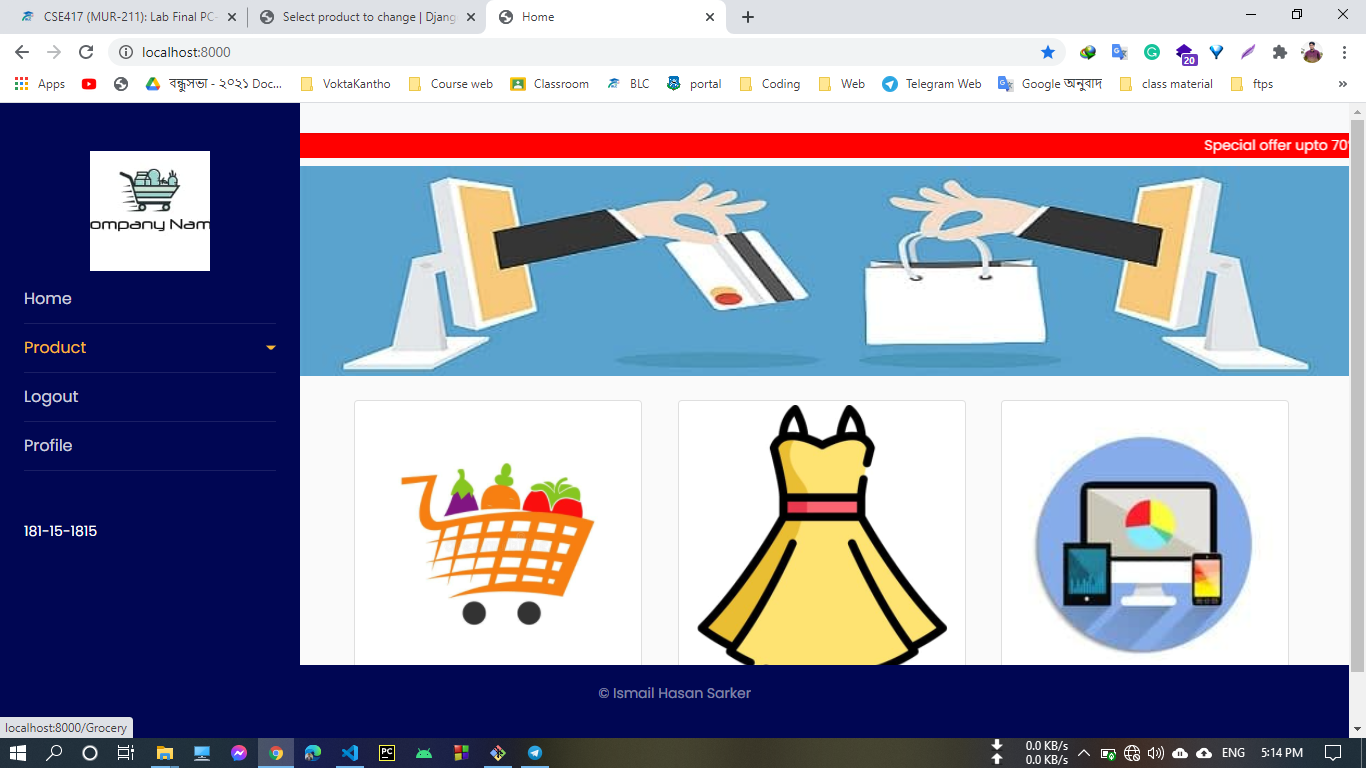 CSE417 (MUR-211): Lab Final PC-
Select product to change | Djang
Home
localhost:8000
20
Apps
বন্ধুসভা - ২০২১ Doc...
VoktaKantho
Course web
Classroom
BLC
portal
Coding
Web
Telegram Web
Google অনুবাদ
class material
ftps
»
Special offer upto 70%
ompany Nam
Home
Product
Logout
Profile
181-15-1815
© Ismail Hasan Sarker
localhost:8000/Grocery
PC
0.0 KB/s
0.0 KB/s
ENG
5:14 PM